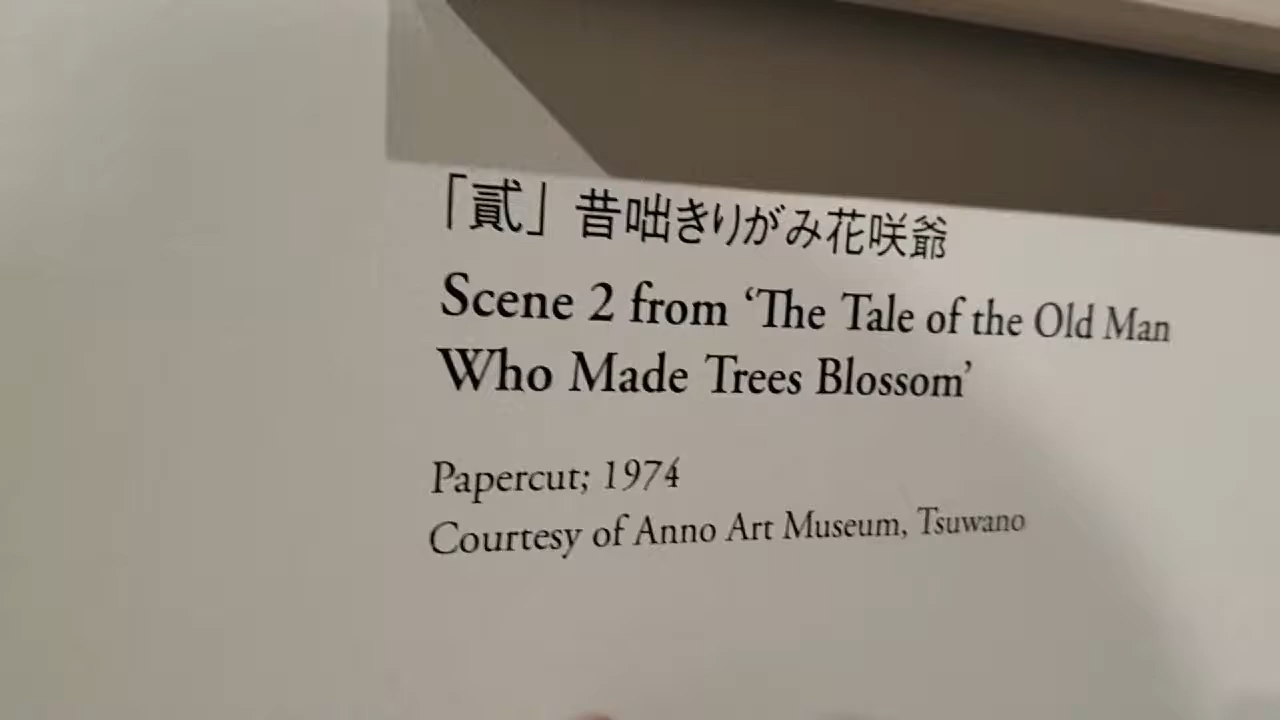 「貳」昔咄きりがみ花咲爺
Scene 2 from ‘The Tale of the Old Man
Who Made Trees Blossom’
Papercut; 1974
Courtesy of Anno Art Museum, Tsuwano